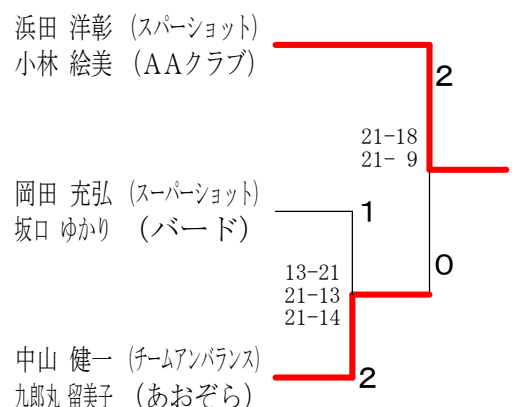 浜田 洋彰 (スパーショット)
小林 絵美 (AAクラブ)
2
21-18
21- 9
岡田 充弘 (スーパーショット)
坂口 ゆかり (バード)
1
0
13-21
21-13
21-14
中山 健一 (チームアンバランス)
九郎丸 留美子 (あおぞら)
2